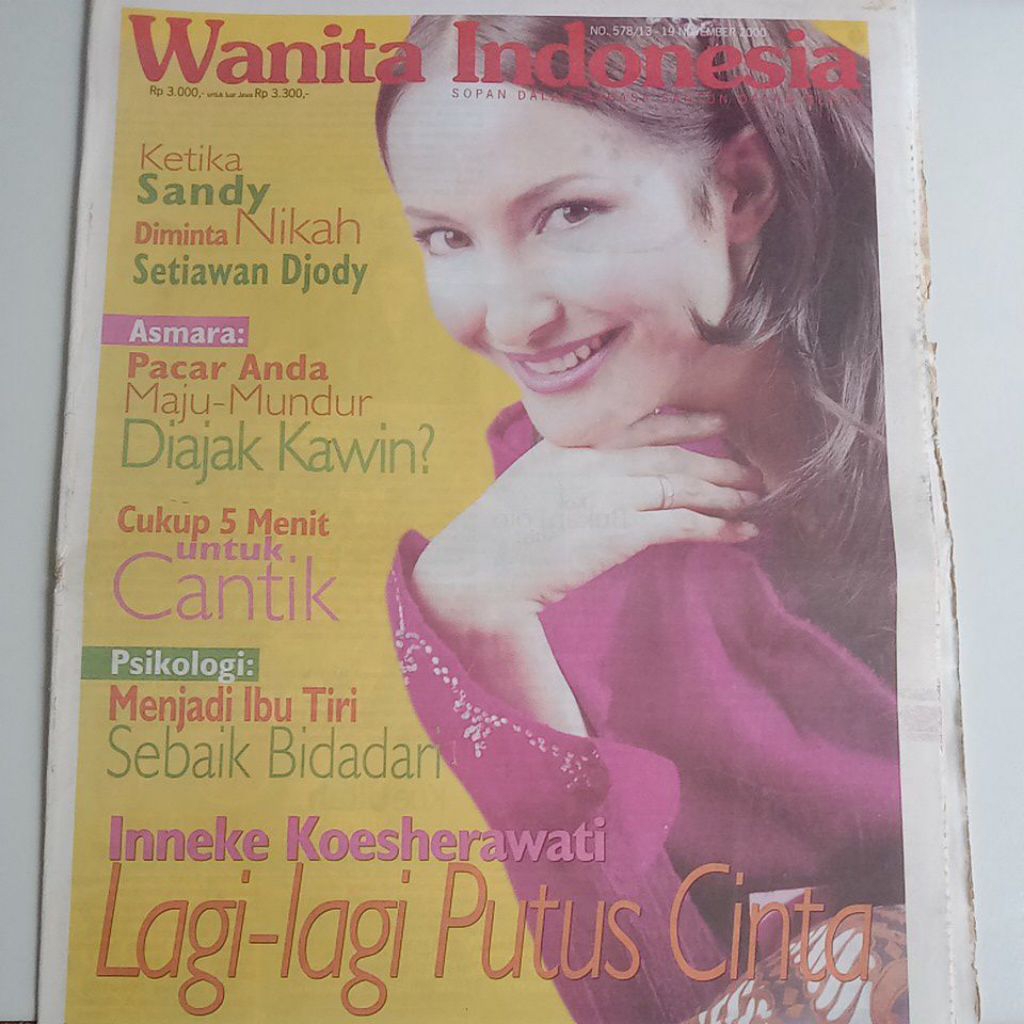 Wanita Indonesia
NO. 578/13 - 19 NOVEMBER 2000
Rp 3.000,- untuk luar Jawa Rp 3.300,-
SOPAN DALAM
Ketika
Sandy
Diminta Nikah
Setiawan Djody
Asmara:
Pacar Anda
Maju-Mundur
Diajak Kawin?
Cukup 5 Menit
untuk
Cantik
Psikologi:
Menjadi Ibu Tiri
Sebaik Bidadari
Inneke Koesherawati
Lagi-lagi Putus Cinta